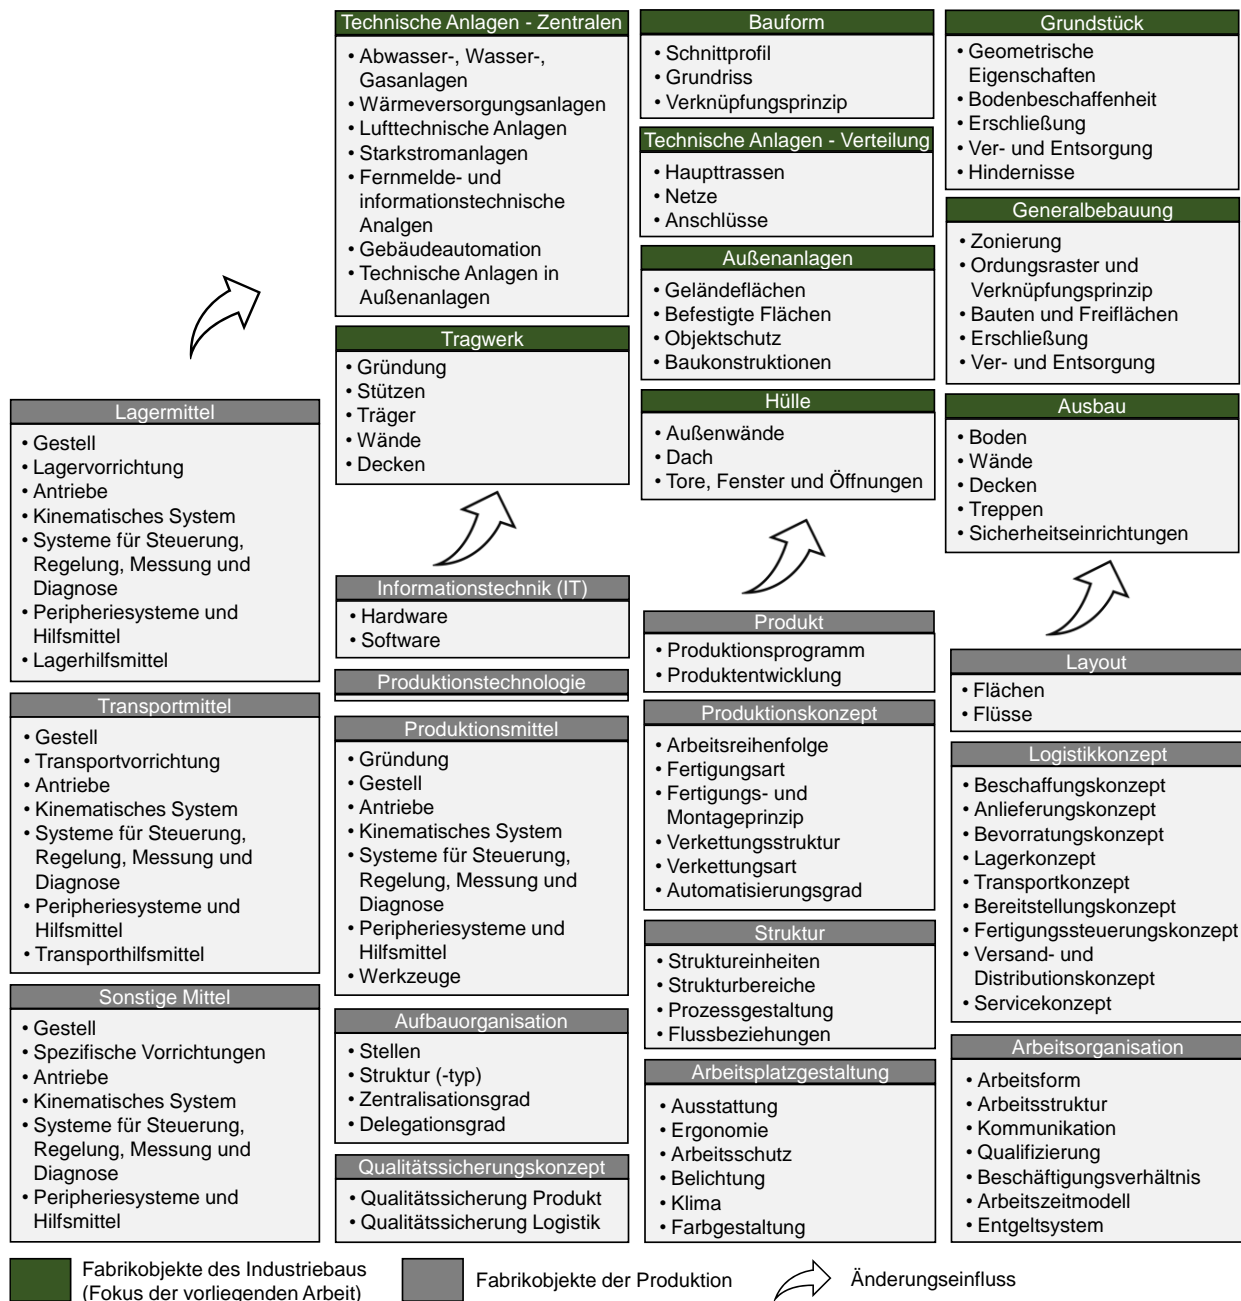 Technische Anlagen - Zentralen
• Abwasser-, Wasser-,
Gasanlagen
• Wärmeversorgungsanlagen
• Lufttechnische Anlagen
• Starkstromanlagen
• Fernmelde- und
informationstechnische
Analgen
• Gebäudeautomation
• Technische Anlagen in
Außenanlagen
Tragwerk
• Gründung
• Stützen
• Träger
• Wände
• Decken
Bauform
• Schnittprofil
• Grundriss
• Verknüpfungsprinzip
Technische Anlagen - Verteilung
• Haupttrassen
• Netze
• Anschlüsse
Außenanlagen
• Geländeflächen
• Befestigte Flächen
• Objektschutz
• Baukonstruktionen
Hülle
• Außenwände
• Dach
• Tore, Fenster und Öffnungen
Grundstück
• Geometrische
Eigenschaften
• Bodenbeschaffenheit
• Erschließung
• Ver- und Entsorgung
• Hindernisse
Generalbebauung
• Zonierung
• Ordungsraster und
Verknüpfungsprinzip
• Bauten und Freiflächen
• Erschließung
• Ver- und Entsorgung
Ausbau
• Boden
• Wände
• Decken
• Treppen
• Sicherheitseinrichtungen
Lagermittel
• Gestell
• Lagervorrichtung
• Antriebe
• Kinematisches System
• Systeme für Steuerung,
Regelung, Messung und
Diagnose
• Peripheriesysteme und
Hilfsmittel
• Lagerhilfsmittel
Transportmittel
• Gestell
• Transportvorrichtung
• Antriebe
• Kinematisches System
• Systeme für Steuerung,
Regelung, Messung und
Diagnose
• Peripheriesysteme und
Hilfsmittel
• Transporthilfsmittel
Sonstige Mittel
• Gestell
• Spezifische Vorrichtungen
• Antriebe
• Kinematisches System
• Systeme für Steuerung,
Regelung, Messung und
Diagnose
• Peripheriesysteme und
Hilfsmittel
Informationstechnik (IT)
• Hardware
• Software
Produktionstechnologie
Produktionsmittel
• Gründung
• Gestell
• Antriebe
• Kinematisches System
• Systeme für Steuerung,
Regelung, Messung und
Diagnose
• Peripheriesysteme und
Hilfsmittel
• Werkzeuge
Aufbauorganisation
• Stellen
• Struktur (-typ)
• Zentralisationsgrad
• Delegationsgrad
Qualitätssicherungskonzept
• Qualitätssicherung Produkt
• Qualitätssicherung Logistik
Produkt
• Produktionsprogramm
• Produktentwicklung
Produktionskonzept
• Arbeitsreihenfolge
• Fertigungsart
• Fertigungs- und
Montageprinzip
• Verkettungsstruktur
• Verkettungsart
• Automatisierungsgrad
Struktur
• Struktureinheiten
• Strukturbereiche
• Prozessgestaltung
• Flussbeziehungen
Arbeitsplatzgestaltung
• Ausstattung
• Ergonomie
• Arbeitsschutz
• Belichtung
• Klima
• Farbgestaltung
Layout
• Flächen
• Flüsse
Logistikkonzept
• Beschaffungskonzept
• Anlieferungskonzept
• Bevorratungskonzept
• Lagerkonzept
• Transportkonzept
• Bereitstellungskonzept
• Fertigungssteuerungskonzept
• Versand- und
Distributionskonzept
• Servicekonzept
Arbeitsorganisation
• Arbeitsform
• Arbeitsstruktur
• Kommunikation
• Qualifizierung
• Beschäftigungsverhältnis
• Arbeitszeitmodell
• Entgeltsystem
Fabrikobjekte des Industriebaus
(Fokus der vorliegenden Arbeit)
Fabrikobjekte der Produktion
Änderungseinfluss